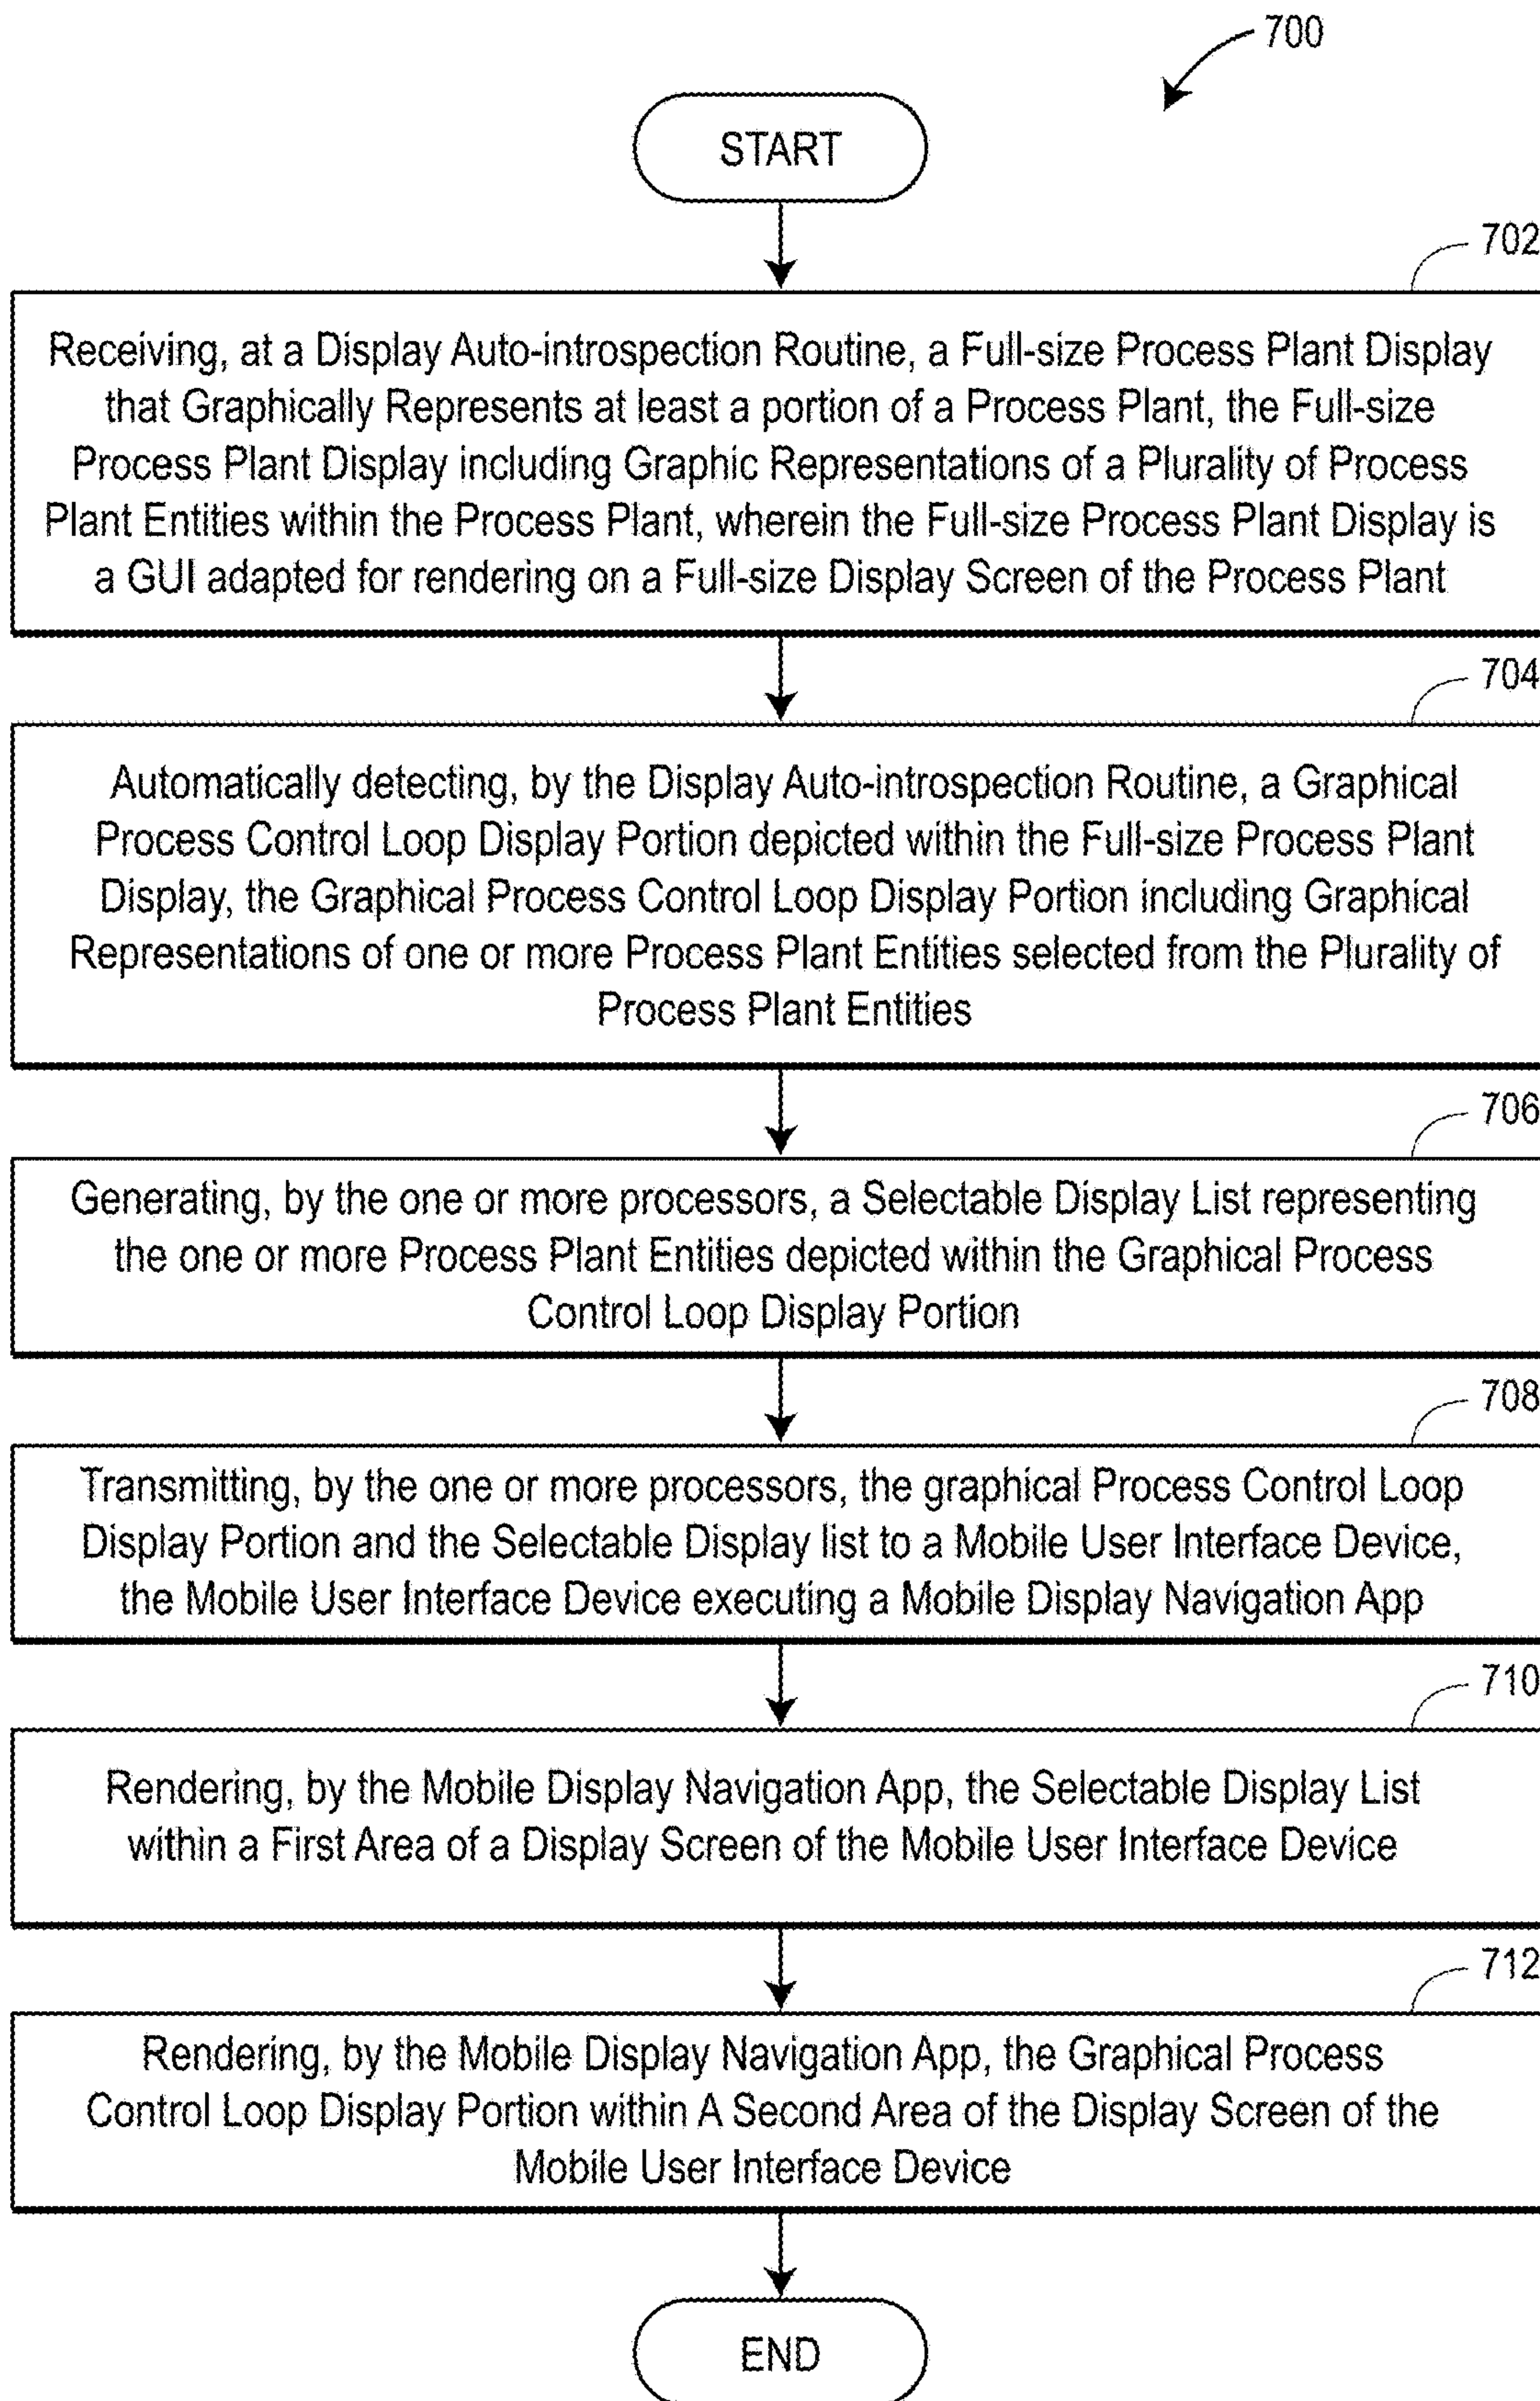 700
START
702
Receiving, at a Display Auto-introspection Routine, a Full-size Process Plant Display
that Graphically Represents at least a portion of a Process Plant, the Full-size
Process Plant Display including Graphic Representations of a Plurality of Process
Plant Entities within the Process Plant, wherein the Full-size Process Plant Display is
a GUI adapted for rendering on a Full-size Display Screen of the Process Plant
704
Automatically detecting, by the Display Auto-introspection Routine, a Graphical
Process Control Loop Display Portion depicted within the Full-size Process Plant
Display, the Graphical Process Control Loop Display Portion including Graphical
Representations of one or more Process Plant Entities selected from the Plurality of
Process Plant Entities
706
Generating, by the one or more processors, a Selectable Display List representing
the one or more Process Plant Entities depicted within the Graphical Process
Control Loop Display Portion
708
Transmitting, by the one or more processors, the graphical Process Control Loop
Display Portion and the Selectable Display list to a Mobile User Interface Device,
the Mobile User Interface Device executing a Mobile Display Navigation App
710
Rendering, by the Mobile Display Navigation App, the Selectable Display List
within a First Area of a Display Screen of the Mobile User Interface Device
712
Rendering, by the Mobile Display Navigation App, the Graphical Process
Control Loop Display Portion within A Second Area of the Display Screen of the
Mobile User Interface Device
END